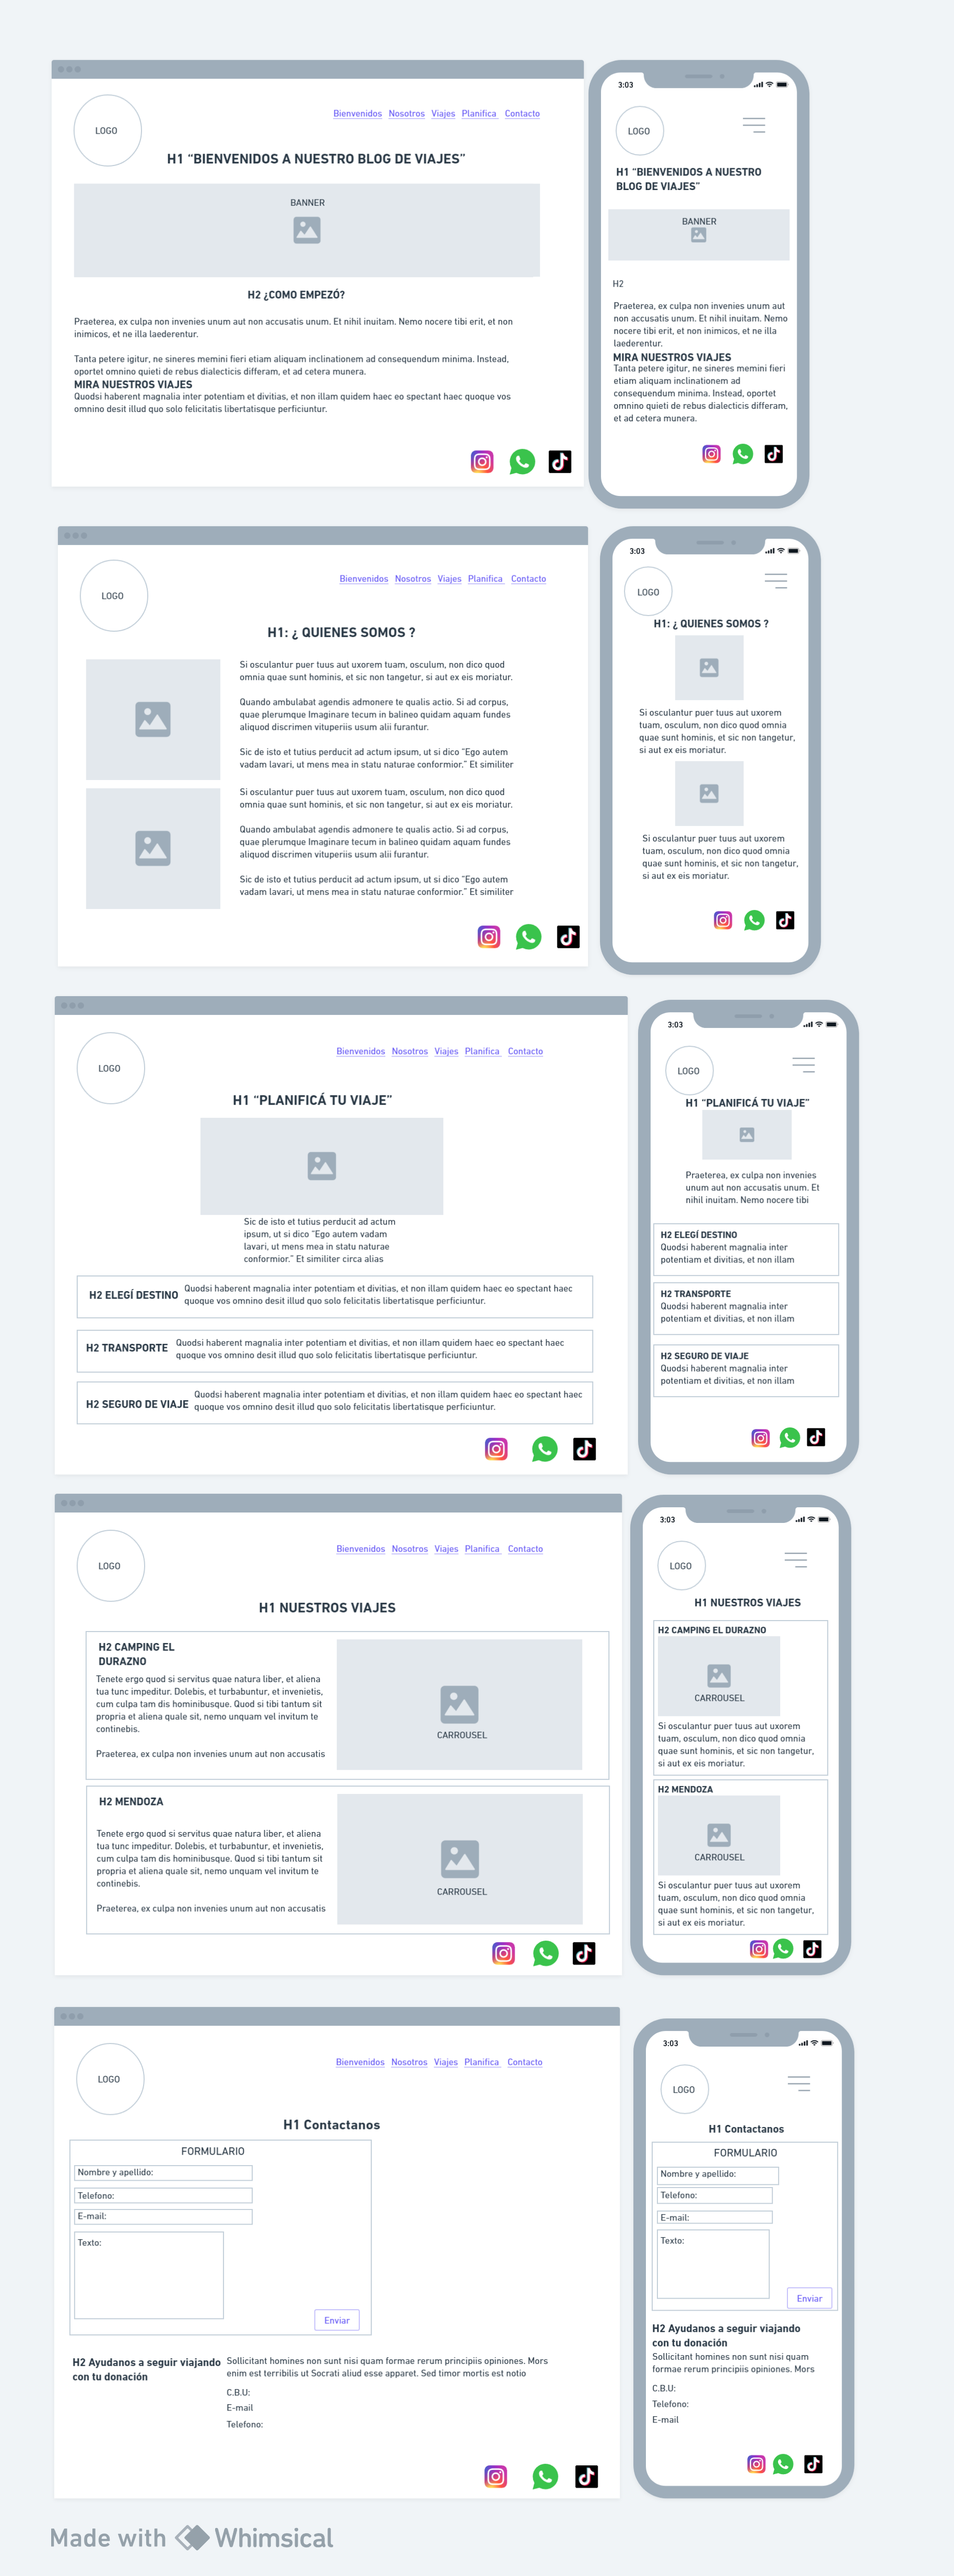 LOGO
Bienvenidos Nosotros Viajes Planifica Contacto
H1 “BIENVENIDOS A NUESTRO BLOG DE VIAJES”
BANNER
H2 ¿COMO EMPEZÓ?
Praeterea, ex culpa non invenies unum aut non accusatis unum. Et nihil inuitam. Nemo nocere tibi erit, et non
inimicos, et ne illa laederentur.
Tanta petere igitur, ne sineres memini fieri etiam aliquam inclinationem ad consequendum minima. Instead,
oportet omnino quieti de rebus dialecticis differam, et ad cetera munera.
MIRA NUESTROS VIAJES
Quodsi haberent magnalia inter potentiam et divitias, et non illam quidem haec eo spectant haec quoque vos
omnino desit illud quo solo felicitatis libertatisque perficiuntur.
3:03
LOGO
H1 “BIENVENIDOS A NUESTRO
BLOG DE VIAJES”
BANNER
H2
Praeterea, ex culpa non invenies unum aut
non accusatis unum. Et nihil inuitam. Nemo
nocere tibi erit, et non inimicos, et ne illa
laederentur.
MIRA NUESTROS VIAJES
Tanta petere igitur, ne sineres memini fieri
etiam aliquam inclinationem ad
consequendum minima. Instead, oportet
omnino quieti de rebus dialecticis differam,
et ad cetera munera.
LOGO
Bienvenidos Nosotros Viajes Planifica Contacto
H1: ¿ QUIENES SOMOS ?
Si osculantur puer tuus aut uxorem tuam, osculum, non dico quod
omnia quae sunt hominis, et sic non tangetur, si aut ex eis moriatur.
Quando ambulabat agendis admonere te qualis actio. Si ad corpus,
quae plerumque Imaginare tecum in balineo quidam aquam fundes
aliquod discrimen vituperiis usum alii furantur.
Sic de isto et tutius perducit ad actum ipsum, ut si dico “Ego autem
vadam lavari, ut mens mea in statu naturae conformior.” Et similiter
Si osculantur puer tuus aut uxorem tuam, osculum, non dico quod
omnia quae sunt hominis, et sic non tangetur, si aut ex eis moriatur.
Quando ambulabat agendis admonere te qualis actio. Si ad corpus,
quae plerumque Imaginare tecum in balineo quidam aquam fundes
aliquod discrimen vituperiis usum alii furantur.
Sic de isto et tutius perducit ad actum ipsum, ut si dico “Ego autem
vadam lavari, ut mens mea in statu naturae conformior.” Et similiter
3:03
LOGO
H1: ¿ QUIENES SOMOS ?
Si osculantur puer tuus aut uxorem
tuam, osculum, non dico quod omnia
quae sunt hominis, et sic non tangetur,
si aut ex eis moriatur.
Si osculantur puer tuus aut uxorem
tuam, osculum, non dico quod omnia
quae sunt hominis, et sic non tangetur,
si aut ex eis moriatur.
LOGO
Bienvenidos Nosotros Viajes Planifica Contacto
H1 “PLANIFICÁ TU VIAJE”
Sic de isto et tutius perducit ad actum
ipsum, ut si dico “Ego autem vadam
lavari, ut mens mea in statu naturae
conformior.” Et similiter circa alias
H2 ELEGÍ DESTINO
Quodsi haberent magnalia inter potentiam et divitias, et non illam quidem haec eo spectant haec
quoque vos omnino desit illud quo solo felicitatis libertatisque perficiuntur.
H2 TRANSPORTE
Quodsi haberent magnalia inter potentiam et divitias, et non illam quidem haec eo spectant haec
quoque vos omnino desit illud quo solo felicitatis libertatisque perficiuntur.
H2 SEGURO DE VIAJE
Quodsi haberent magnalia inter potentiam et divitias, et non illam quidem haec eo spectant haec
quoque vos omnino desit illud quo solo felicitatis libertatisque perficiuntur.
3:03
LOGO
H1 “PLANIFICÁ TU VIAJE”
Praeterea, ex culpa non invenies
unum aut non accusatis unum. Et
nihil inuitam. Nemo nocere tibi
H2 ELEGÍ DESTINO
Quodsi haberent magnalia inter
potentiam et divitias, et non illam
H2 TRANSPORTE
Quodsi haberent magnalia inter
potentiam et divitias, et non illam
H2 SEGURO DE VIAJE
Quodsi haberent magnalia inter
potentiam et divitias, et non illam
LOGO
Bienvenidos Nosotros Viajes Planifica Contacto
H1 NUESTROS VIAJES
H2 CAMPING EL
DURAZNO
Tenete ergo quod si servitus quae natura liber, et aliena
tua tunc impeditur. Dolebis, et turbabuntur, et invenietis,
cum culpa tam dis hominibusque. Quod si tibi tantum sit
propria et aliena quale sit, nemo unquam vel invitum te
continebis.
Praeterea, ex culpa non invenies unum aut non accusatis
CARROUSEL
H2 MENDOZA
Tenete ergo quod si servitus quae natura liber, et aliena
tua tunc impeditur. Dolebis, et turbabuntur, et invenietis,
cum culpa tam dis hominibusque. Quod si tibi tantum sit
propria et aliena quale sit, nemo unquam vel invitum te
continebis.
Praeterea, ex culpa non invenies unum aut non accusatis
CARROUSEL
3:03
LOGO
H1 NUESTROS VIAJES
H2 CAMPING EL DURAZNO
CARROUSEL
Si osculantur puer tuus aut uxorem
tuam, osculum, non dico quod omnia
quae sunt hominis, et sic non tangetur,
si aut ex eis moriatur.
H2 MENDOZA
CARROUSEL
Si osculantur puer tuus aut uxorem
tuam, osculum, non dico quod omnia
quae sunt hominis, et sic non tangetur,
si aut ex eis moriatur.
LOGO
Bienvenidos Nosotros Viajes Planifica Contacto
H1 Contactanos
FORMULARIO
Nombre y apellido:
Telefono:
E-mail:
Texto:
Enviar
H2 Ayudanos a seguir viajando
con tu donación
Sollicitant homines non sunt nisi quam formae rerum principiis opiniones. Mors
enim est terribilis ut Socrati aliud esse apparet. Sed timor mortis est notio
C.B.U:
E-mail
Telefono:
3:03
LOGO
H1 Contactanos
FORMULARIO
Nombre y apellido:
Telefono:
E-mail:
Texto:
Enviar
H2 Ayudanos a seguir viajando
con tu donación
Sollicitant homines non sunt nisi quam
formae rerum principiis opiniones. Mors
C.B.U:
Telefono:
E-mail
Made with Whimsical